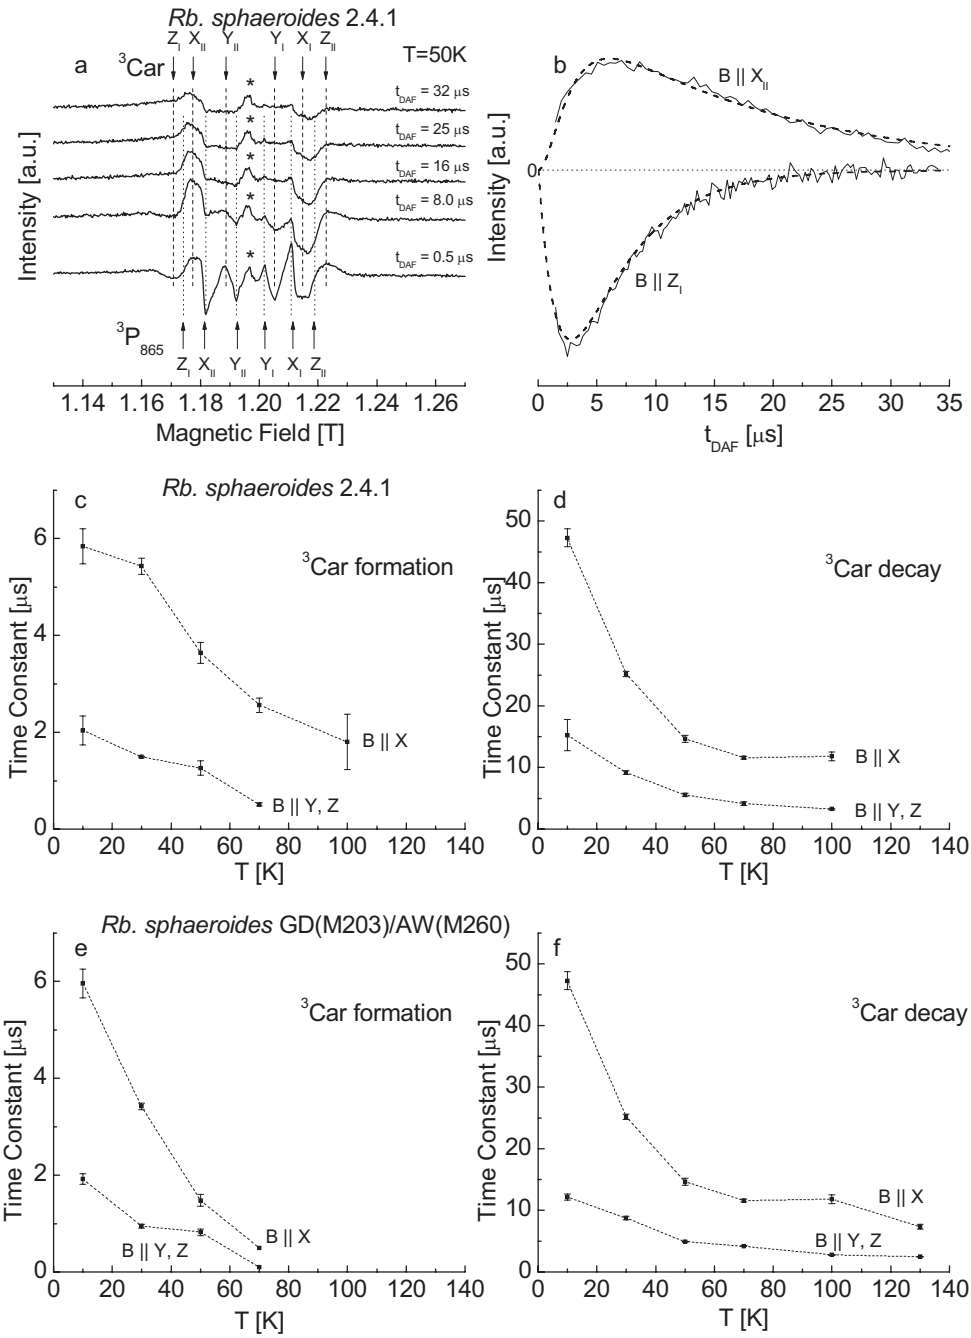 Rb. sphaeroides 2.4.1
Z_I X_II Y_II Y_I X_I Z_II
a ³Car T=50K
* t_DAF = 32 µs
* t_DAF = 25 µs
* t_DAF = 16 µs
* t_DAF = 8.0 µs
* t_DAF = 0.5 µs
³P_865
Z_I X_II Y_II Y_I X_I Z_II
Intensity [a.u.]
1.14 1.16 1.18 1.20 1.22 1.24 1.26
Magnetic Field [T]
b
B || X_II
0
B || Z_I
Intensity [a.u.]
0 5 10 15 20 25 30 35
t_DAF [µs]
Rb. sphaeroides 2.4.1
c
³Car formation
6
4
2
0
B || X
B || Y, Z
Time Constant [µs]
0 20 40 60 80 100 120 140
T [K]
d
³Car decay
50
40
30
20
10
0
B || X
B || Y, Z
Time Constant [µs]
0 20 40 60 80 100 120 140
T [K]
Rb. sphaeroides GD(M203)/AW(M260)
e
³Car formation
6
4
2
0
B || X
B || Y, Z
Time Constant [µs]
0 20 40 60 80 100 120 140
T [K]
f
³Car decay
50
40
30
20
10
0
B || X
B || Y, Z
Time Constant [µs]
0 20 40 60 80 100 120 140
T [K]